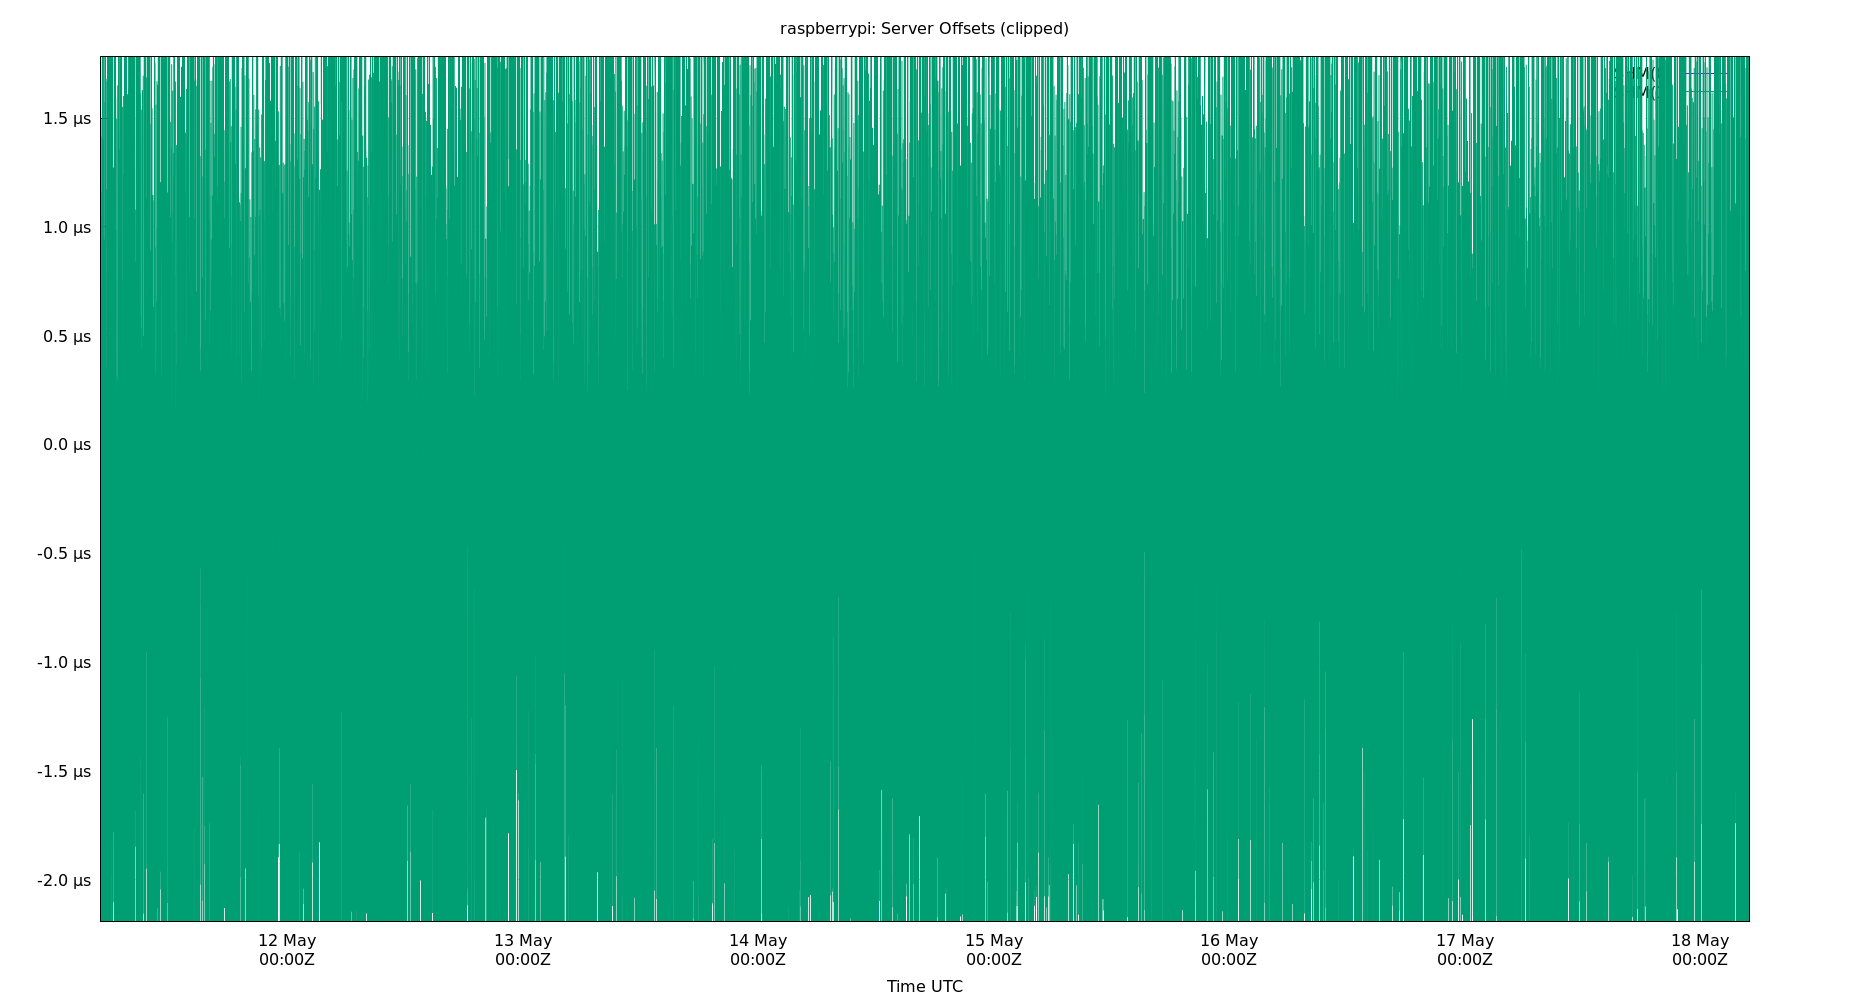 raspberrypi: Server Offsets (clipped)
1.5 µs
1.0 µs
0.5 µs
0.0 µs
-0.5 µs
-1.0 µs
-1.5 µs
-2.0 µs
12 May 13 May 14 May 15 May 16 May 17 May 18 May
00:00Z 00:00Z 00:00Z 00:00Z 00:00Z 00:00Z 00:00Z
Time UTC